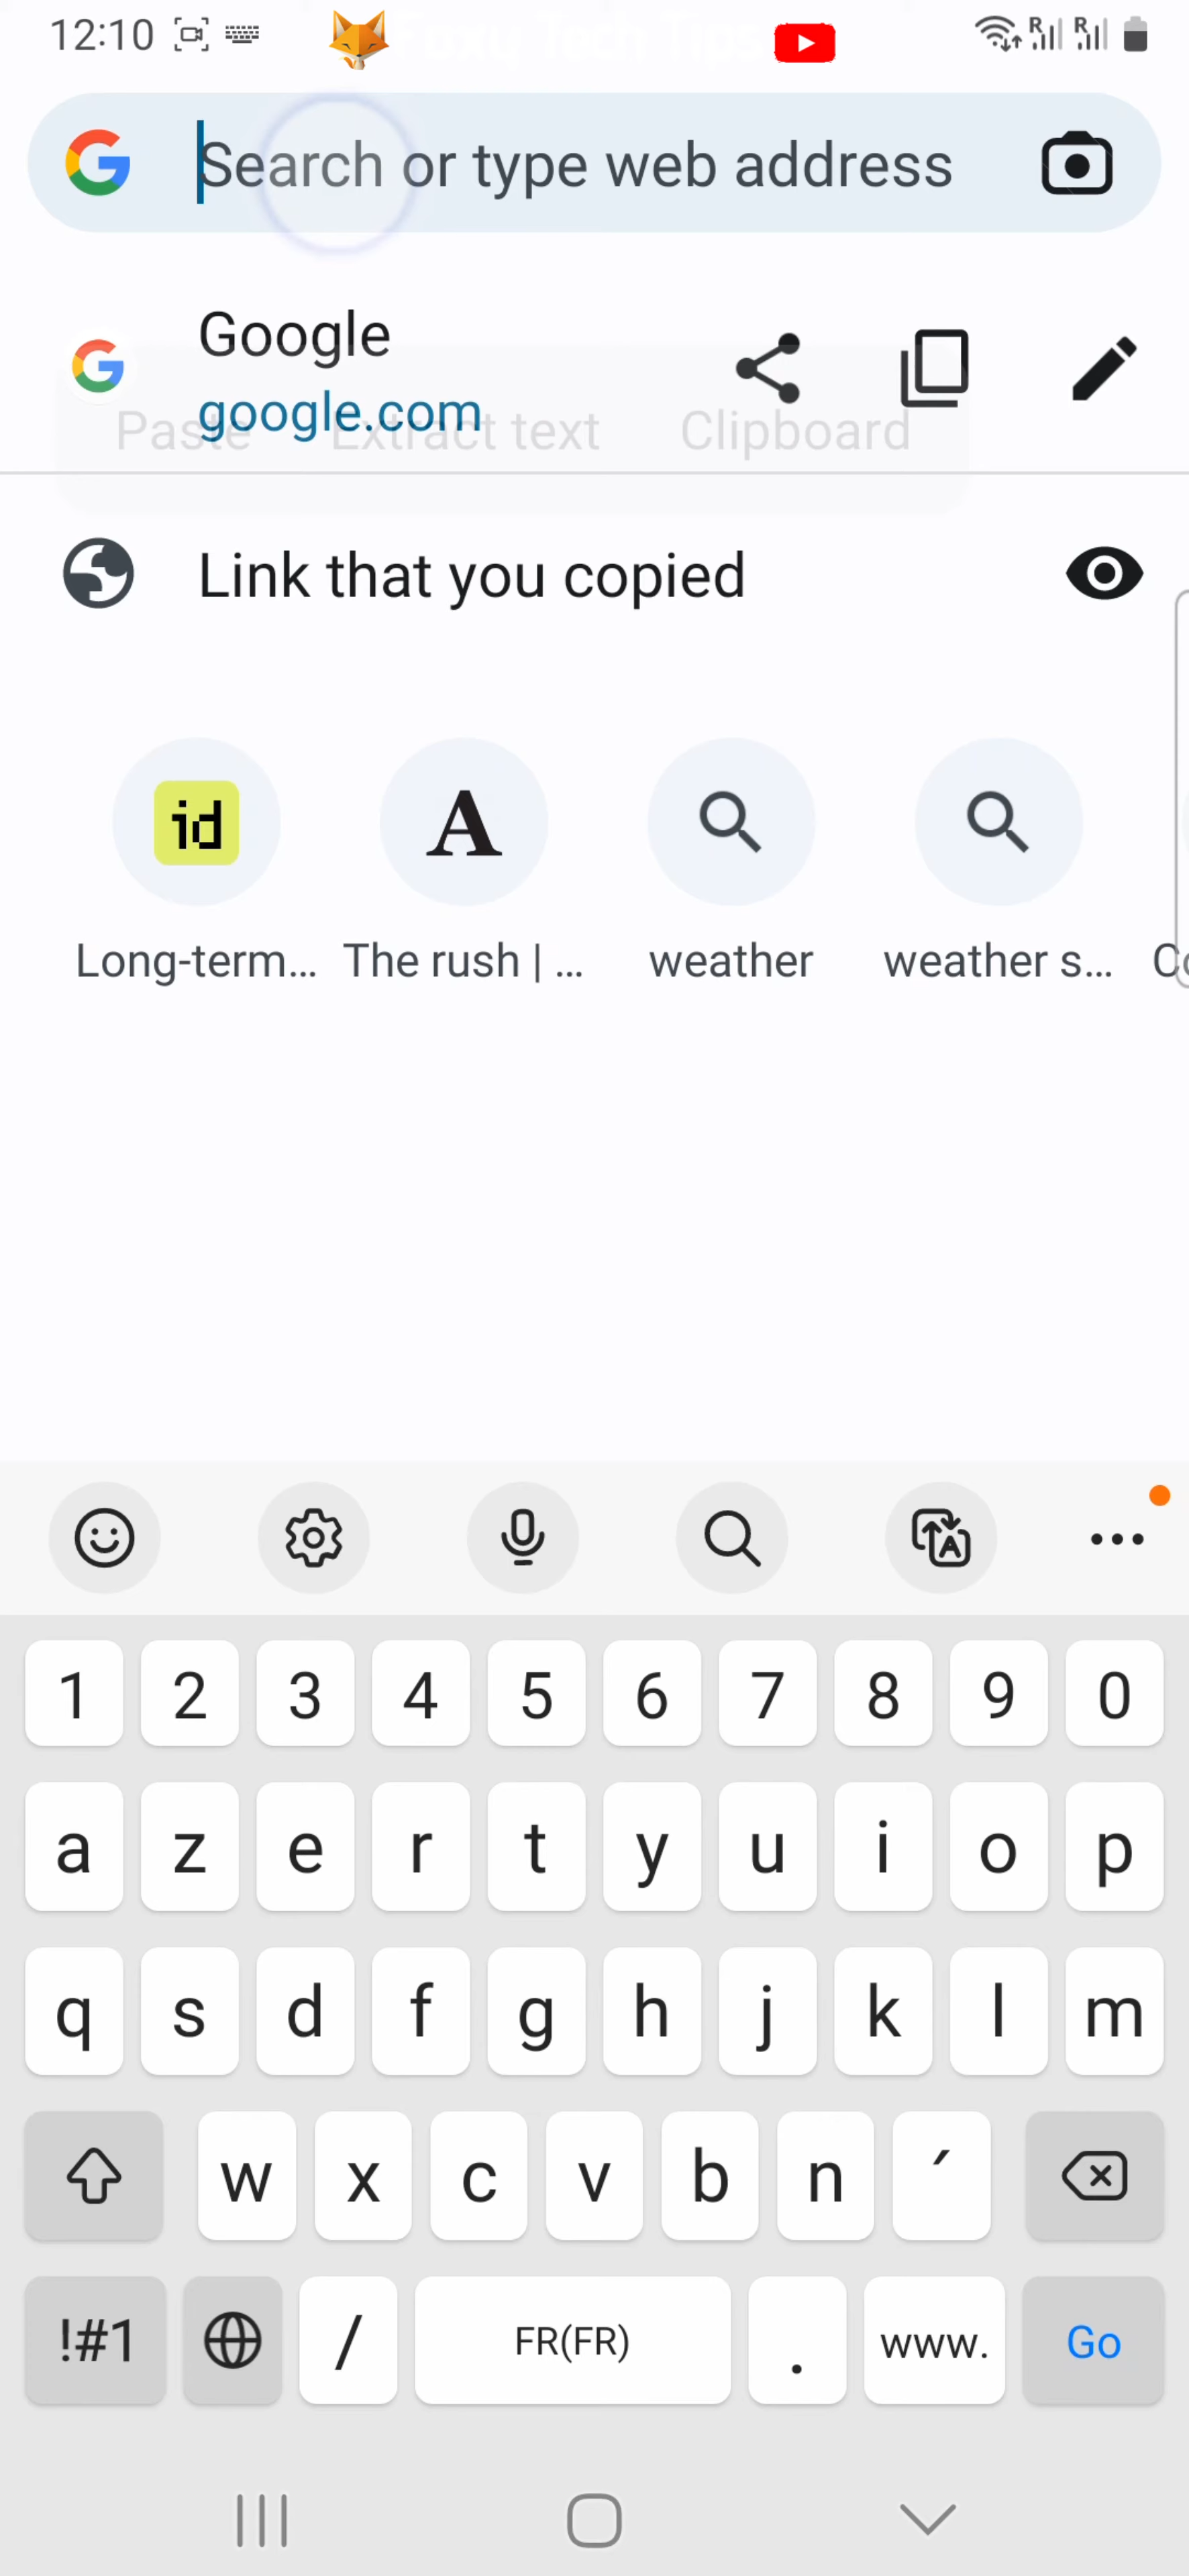 12:10
Search or type web address
Google
google.com
Paste Extract text Clipboard
Link that you copied
id
A
Long-term... The rush | ... weather weather s...
1 2 3 4 5 6 7 8 9 0
a z e r t y u i o p
q s d f g h j k l m
w x c v b n ´
!#1 / FR(FR) . www. Go